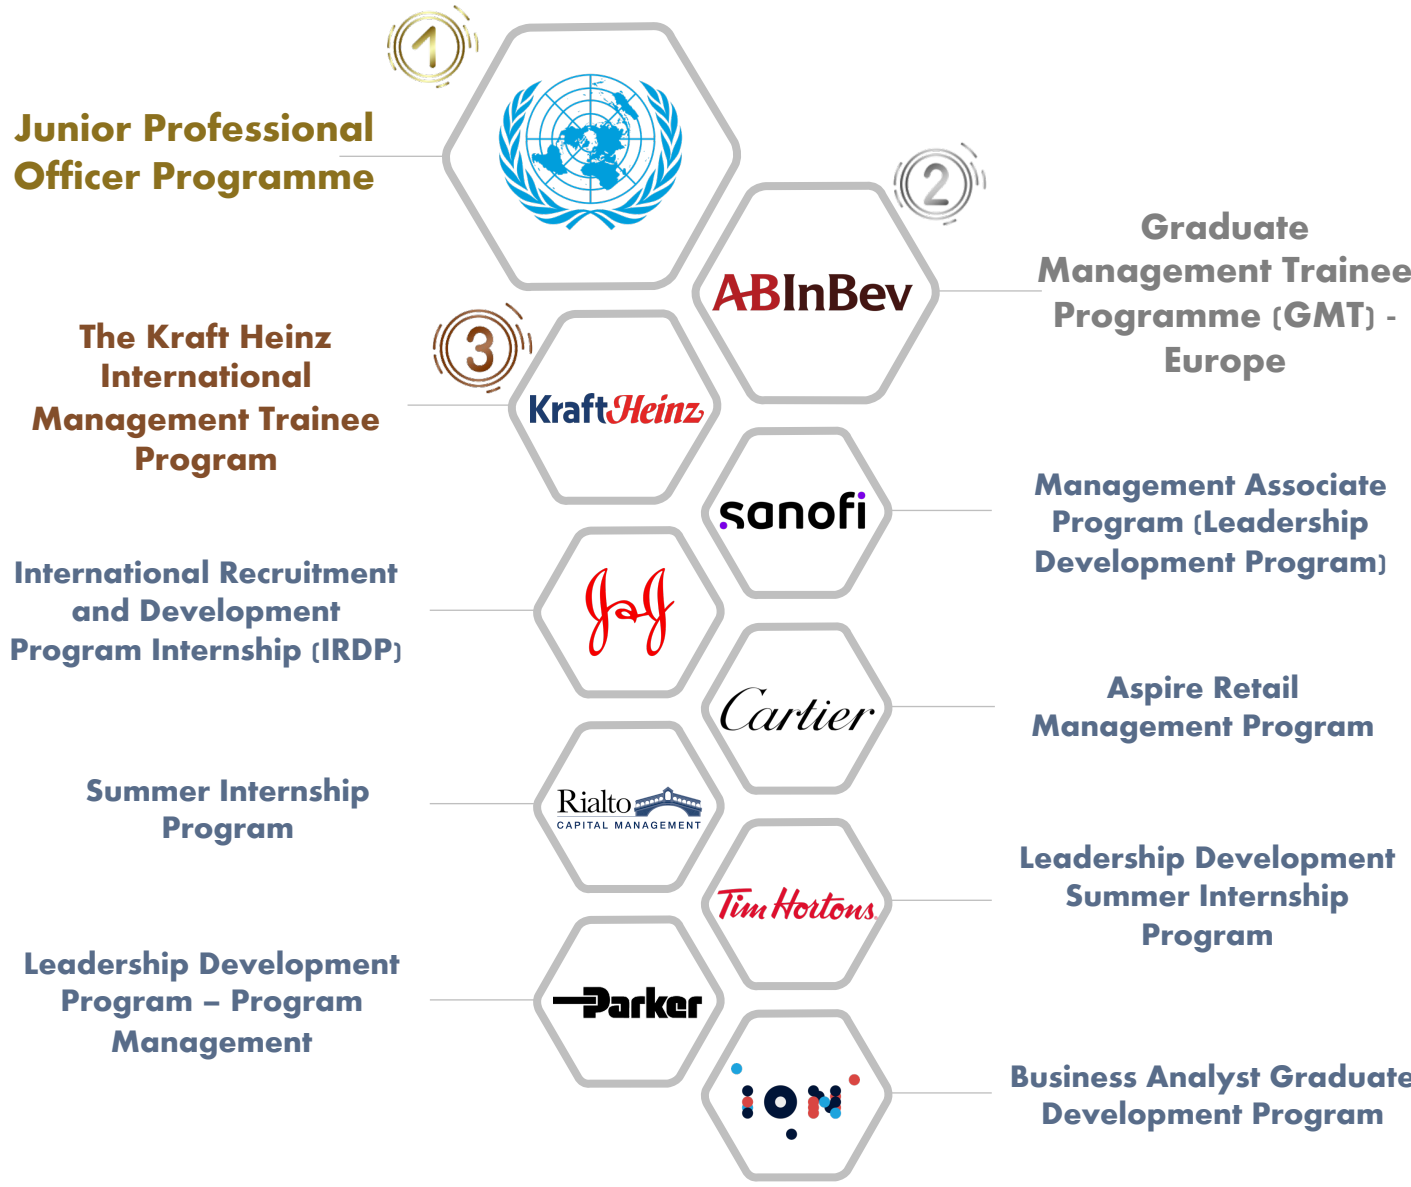 1
Junior Professional
Officer Programme
2
ABInBev
Graduate
Management Trainee
Programme (GMT) -
Europe
3
The Kraft Heinz
International
Management Trainee
Program
KraftHeinz
sanofi
Management Associate
Program (Leadership
Development Program)
International Recruitment
and Development
Program Internship (IRDP)
J&J
Cartier
Aspire Retail
Management Program
Summer Internship
Program
Rialto
CAPITAL MANAGEMENT
Tim Hortons.
Leadership Development
Summer Internship
Program
Leadership Development
Program – Program
Management
Parker
ION
Business Analyst Graduate
Development Program